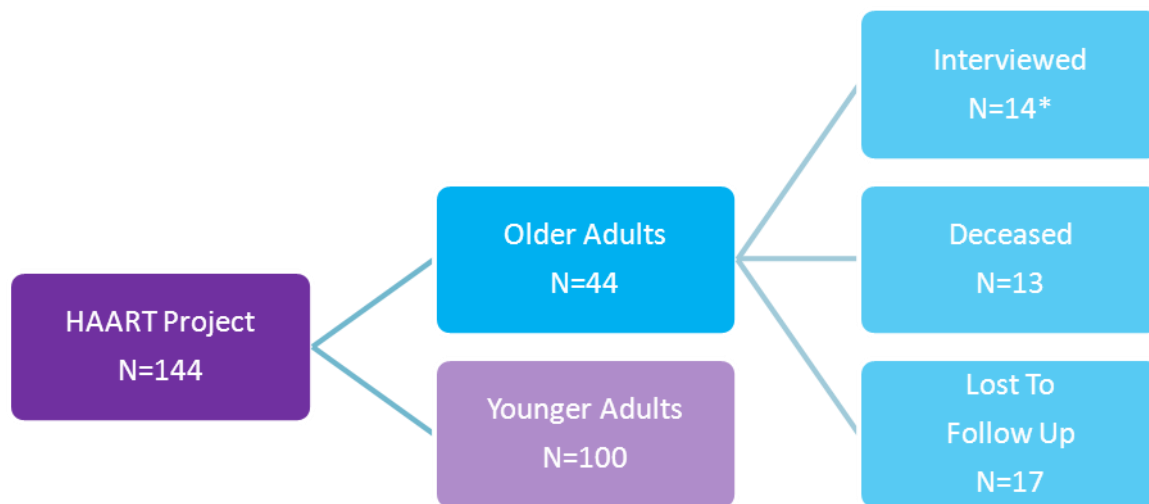 HAART Project
N=144
Older Adults
N=44
Younger Adults
N=100
Interviewed
N=14*
Deceased
N=13
Lost To
Follow Up
N=17